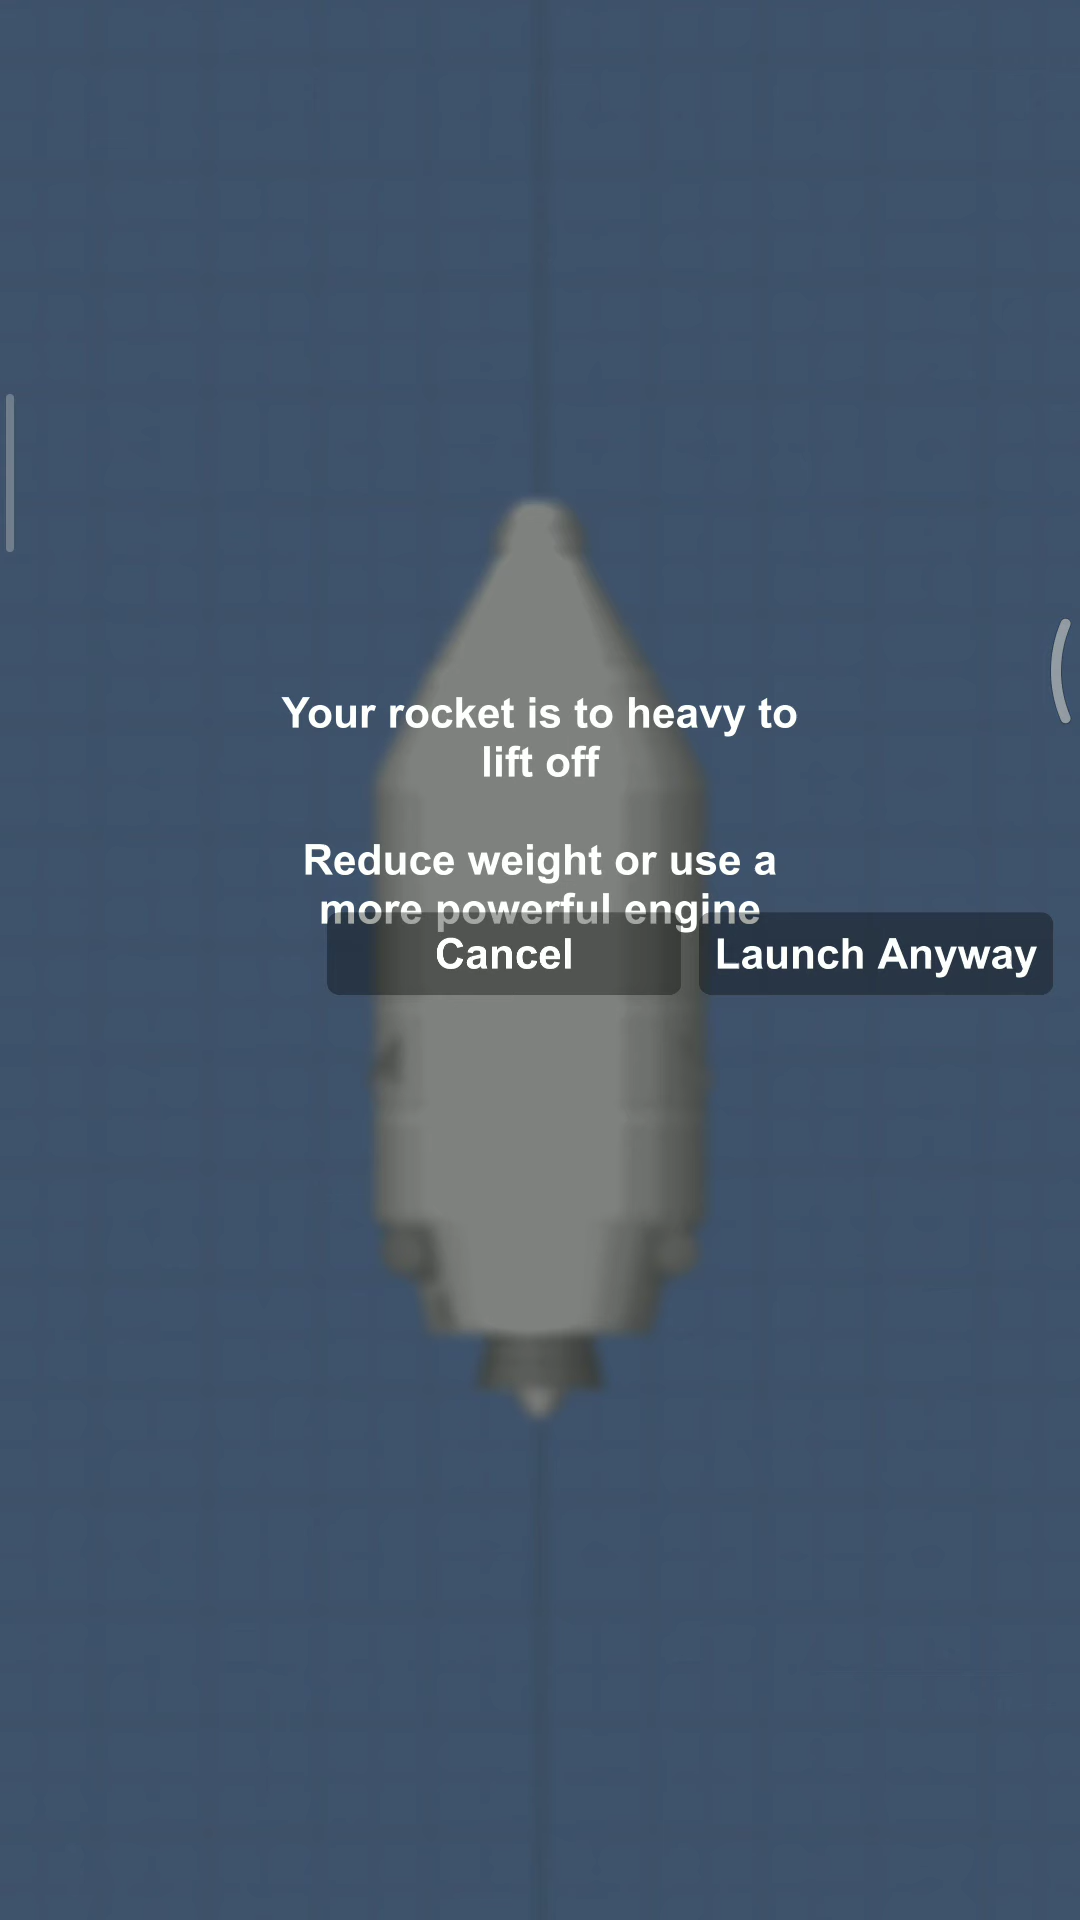 Your rocket is to heavy to
lift off
Reduce weight or use a
more powerful engine
Cancel
Launch Anyway